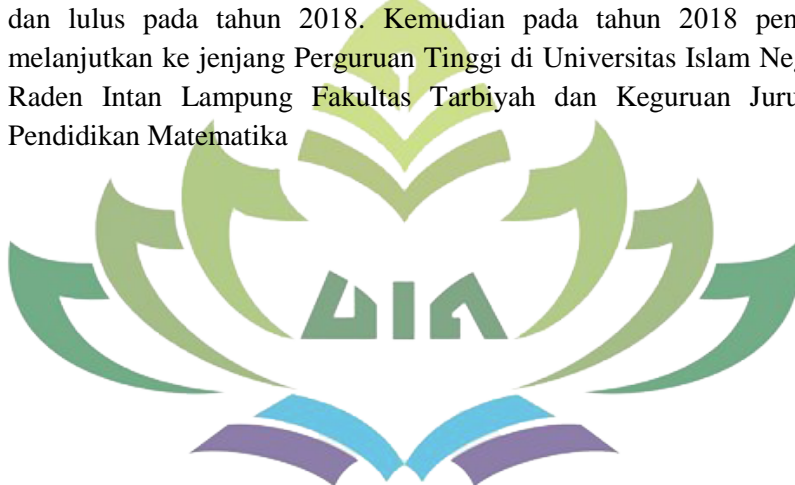 dan lulus pada tahun 2018. Kemudian pada tahun 2018
melanjutkan ke jenjang Perguruan Tinggi di Universitas Islam
Raden Intan Lampung Fakultas Tarbiyah dan Keguruan
Pendidikan Matematika
UIN